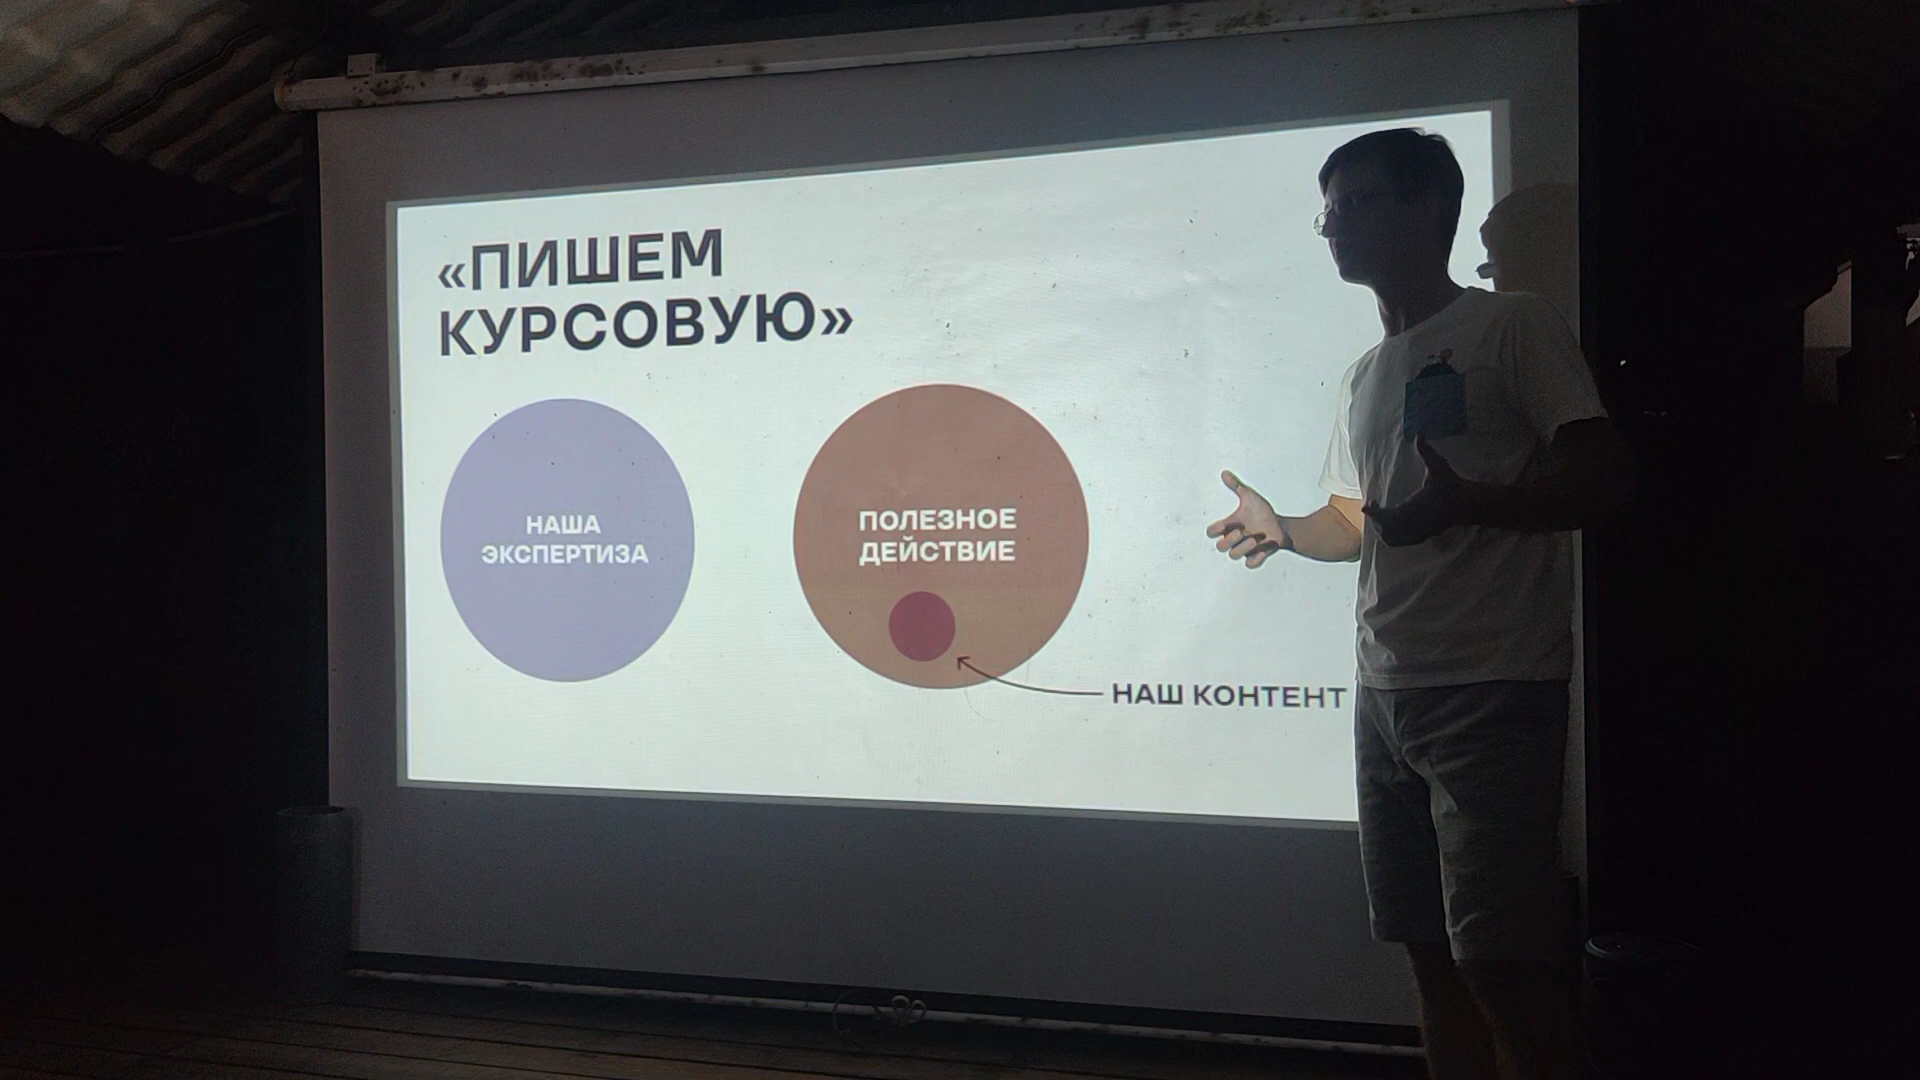 «ПИШЕМ
КУРСОВУЮ»
НАША
ЭКСПЕРТИЗА
ПОЛЕЗНОЕ
ДЕЙСТВИЕ
НАШ КОНТЕНТ